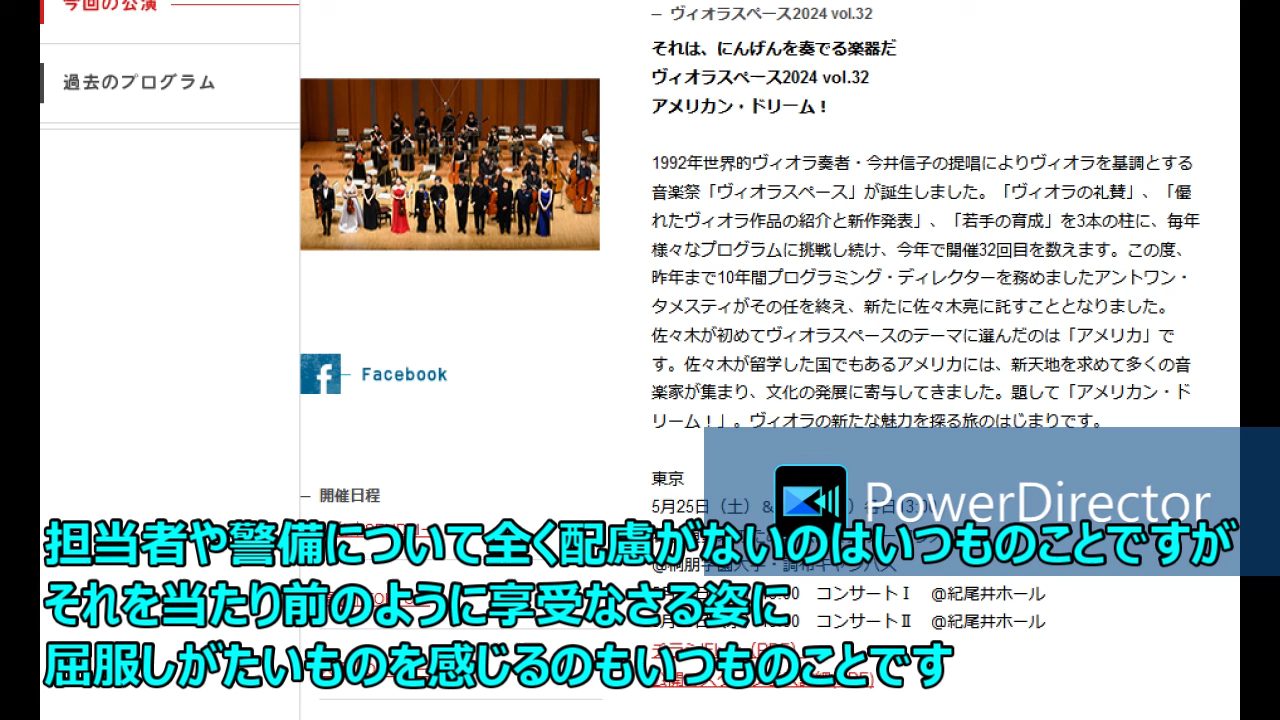 今回の公演
過去のプログラム
― ヴィオラスペース2024 vol.32
それは、にんげんを奏でる楽器だ
ヴィオラスペース2024 vol.32
アメリカン・ドリーム！
1992年世界的ヴィオラ奏者・今井信子の提唱によりヴィオラを基調とする
音楽祭「ヴィオラスペース」が誕生しました。「ヴィオラの礼賛」、「優
れたヴィオラ作品の紹介と新作発表」、「若手の育成」を3本の柱に、毎年
様々なプログラムに挑戦し続け、今年で開催32回目を数えます。この度、
昨年まで10年間プログラミング・ディレクターを務めましたアントワン・
タメスティがその任を終え、新たに佐々木亮に託すこととなりました。
佐々木が初めてヴィオラスペースのテーマに選んだのは「アメリカ」で
す。佐々木が留学した国でもあるアメリカには、新天地を求めて多くの音
楽家が集まり、文化の発展に寄与してきました。題して「アメリカン・ド
リーム！」。ヴィオラの新たな魅力を探る旅のはじまりです。
Facebook
― 開催日程
東京
5月25日（土）&
PowerDirector
コンサートⅠ ＠紀尾井ホール
コンサートⅡ ＠紀尾井ホール
担当者や警備について全く配慮がないのはいつものことですが
それを当たり前のように享受なさる姿に
屈服しがたいものを感じるのもいつものことです